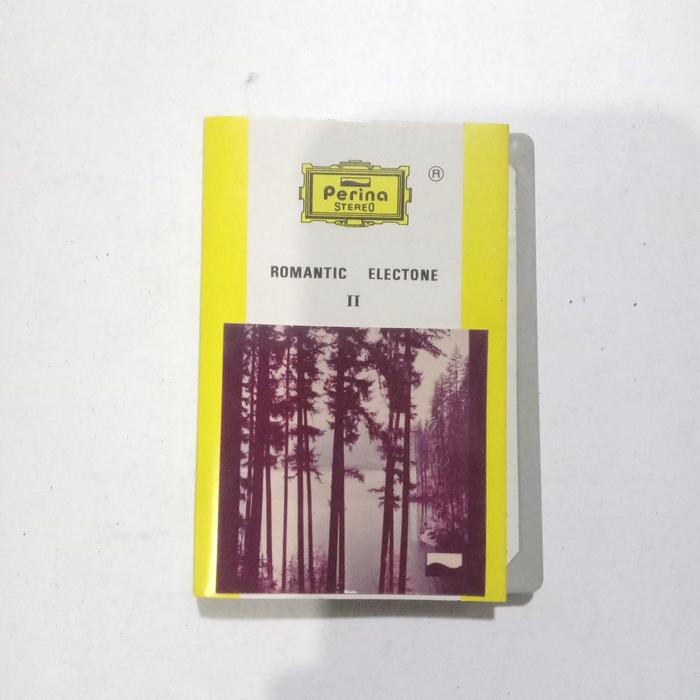 Perina
STEREO
®
ROMANTIC ELECTONE
II